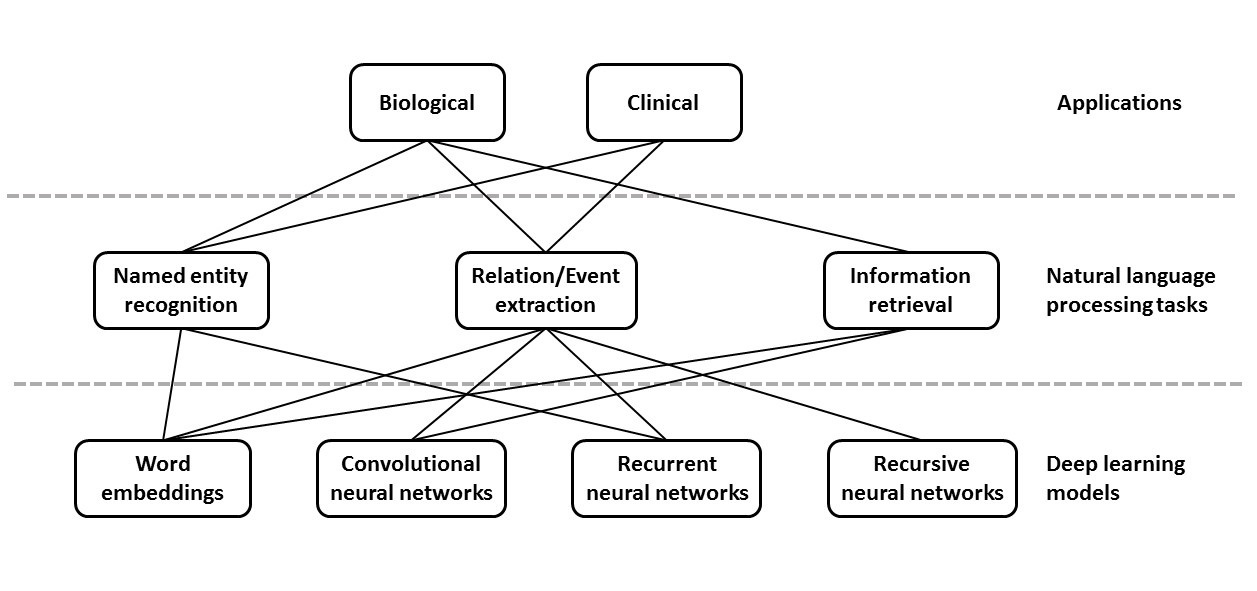 Biological
Clinical
Applications
Named entity
recognition
Relation/Event
extraction
Information
retrieval
Natural language
processing tasks
Word
embeddings
Convolutional
neural networks
Recurrent
neural networks
Recursive
neural networks
Deep learning
models